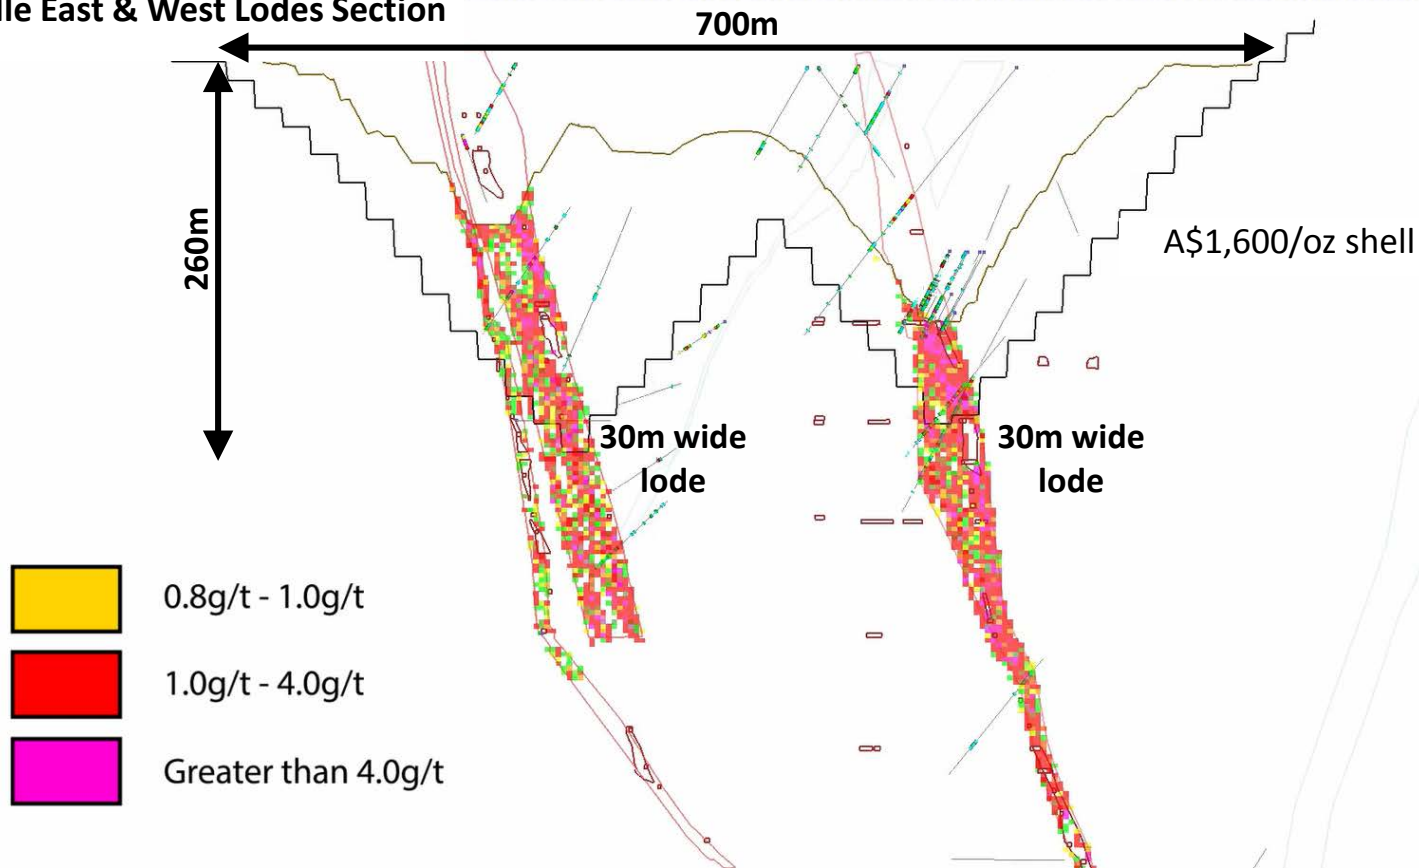 East & West Lodes Section
700m
260m
A$1,600/oz shell
30m wide
lode
30m wide
lode
0.8g/t - 1.0g/t
1.0g/t - 4.0g/t
Greater than 4.0g/t